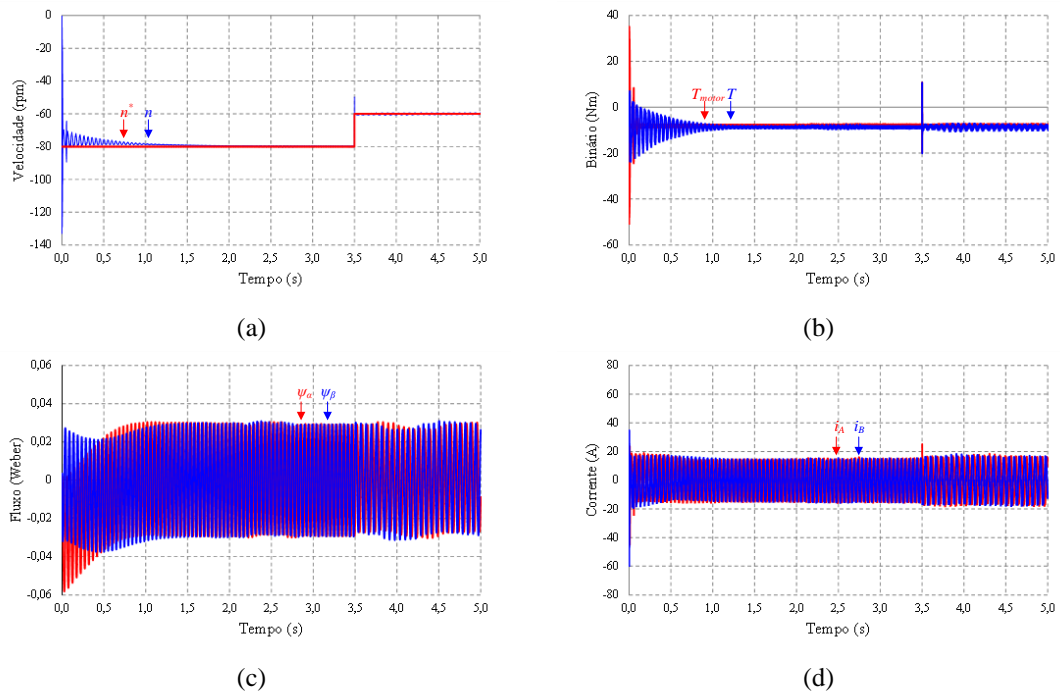 0
-20
-40
-60
-80
-100
-120
-140
Velocidade (rpm)
n* n
0,0 0,5 1,0 1,5 2,0 2,5 3,0 3,5 4,0 4,5 5,0
Tempo (s)
(a)
40
20
0
-20
-40
-60
Binário (Nm)
Tmotor T
0,0 0,5 1,0 1,5 2,0 2,5 3,0 3,5 4,0 4,5 5,0
Tempo (s)
(b)
0,06
0,04
0,02
0
-0,02
-0,04
-0,06
Fluxo (Weber)
ψα ψβ
0,0 0,5 1,0 1,5 2,0 2,5 3,0 3,5 4,0 4,5 5,0
Tempo (s)
(c)
80
60
40
20
0
-20
-40
-60
-80
Corrente (A)
iA iB
0,0 0,5 1,0 1,5 2,0 2,5 3,0 3,5 4,0 4,5 5,0
Tempo (s)
(d)